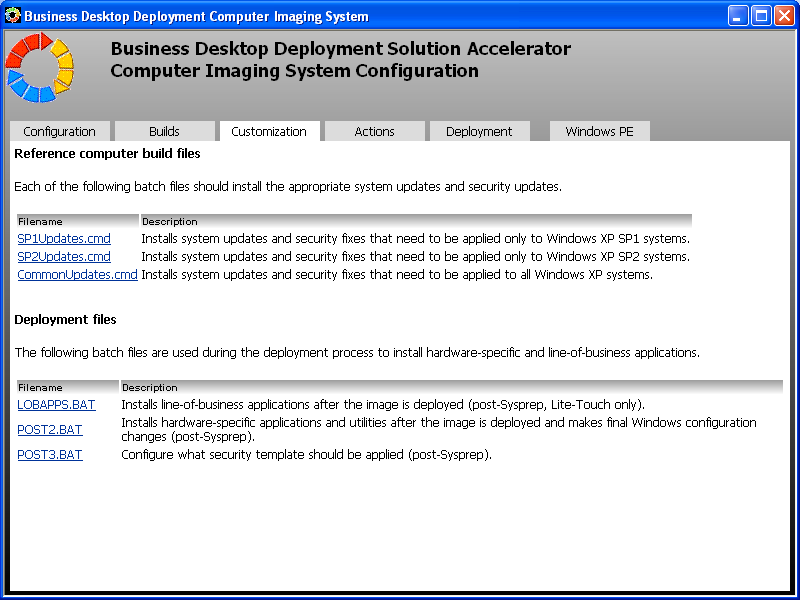 Business Desktop Deployment Computer Imaging System
Business Desktop Deployment Solution Accelerator
Computer Imaging System Configuration
Configuration Builds Customization Actions Deployment Windows PE
Reference computer build files
Each of the following batch files should install the appropriate system updates and security updates.
Filename Description
SP1Updates.cmd Installs system updates and security fixes that need to be applied only to Windows XP SP1 systems.
SP2Updates.cmd Installs system updates and security fixes that need to be applied only to Windows XP SP2 systems.
CommonUpdates.cmd Installs system updates and security fixes that need to be applied to all Windows XP systems.
Deployment files
The following batch files are used during the deployment process to install hardware-specific and line-of-business applications.
Filename Description
LOBAPPS.BAT Installs line-of-business applications after the image is deployed (post-Sysprep, Lite-Touch only).
POST2.BAT Installs hardware-specific applications and utilities after the image is deployed and makes final Windows configuration
changes (post-Sysprep).
POST3.BAT Configure what security template should be applied (post-Sysprep).